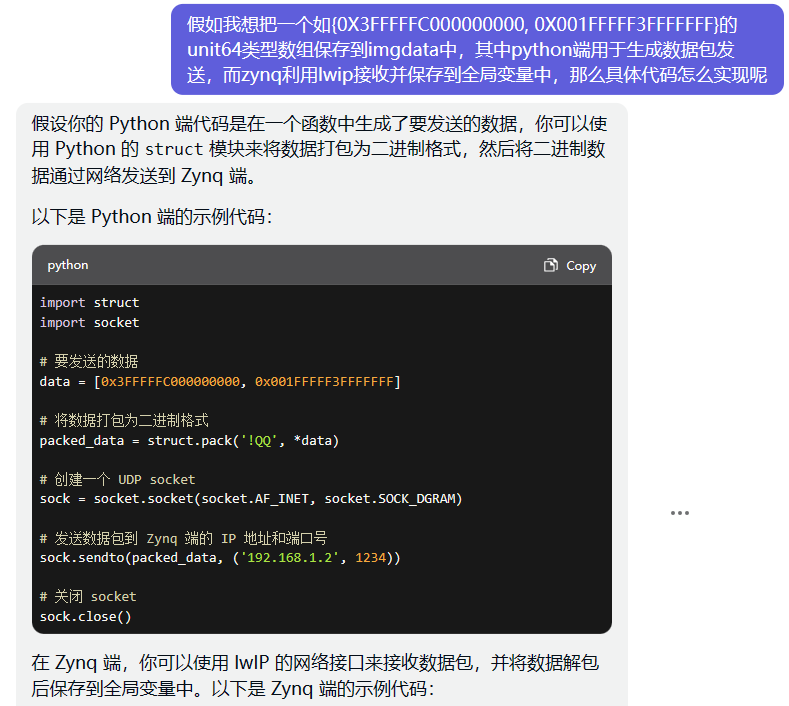 假如我想把一个如{0X3FFFFFC000000000, 0X001FFFFF3FFFFFFF}的
unit64类型数组保存到imgdata中，其中python端用于生成数据包发
送，而zynq利用lwip接收并保存到全局变量中，那么具体代码怎么实现呢
假设你的 Python 端代码是在一个函数中生成了要发送的数据，你可以使
用 Python 的 struct 模块来将数据打包为二进制格式，然后将二进制数
据通过网络发送到 Zynq 端。
以下是 Python 端的示例代码：
python
Copy
import struct
import socket
# 要发送的数据
data = [0x3FFFFFC000000000, 0x001FFFFF3FFFFFFF]
# 将数据打包为二进制格式
packed_data = struct.pack('!QQ', *data)
# 创建一个 UDP socket
sock = socket.socket(socket.AF_INET, socket.SOCK_DGRAM)
# 发送数据包到 Zynq 端的 IP 地址和端口号
sock.sendto(packed_data, ('192.168.1.2', 1234))
# 关闭 socket
sock.close()
在 Zynq 端，你可以使用 lwIP 的网络接口来接收数据包，并将数据解包
后保存到全局变量中。以下是 Zynq 端的示例代码：